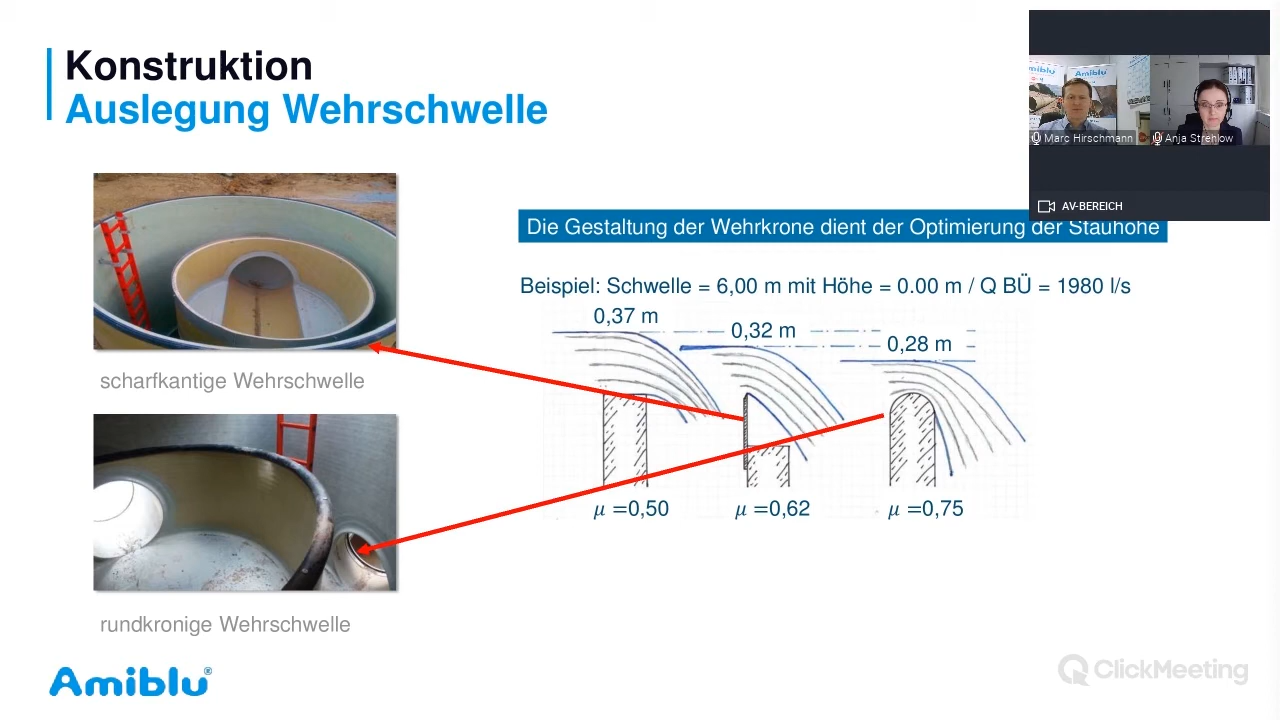 Konstruktion
Auslegung Wehrschwelle
Amiblu
Marc Hirschmann
Anja Strehlow
AV-BEREICH
Die Gestaltung der Wehrkrone dient der Optimierung der Stauhöhe
Beispiel: Schwelle = 6,00 m mit Höhe = 0.00 m / Q BÜ = 1980 l/s
0,37 m
0,32 m
0,28 m
scharfkantige Wehrschwelle
μ =0,50
μ =0,62
μ =0,75
rundkronige Wehrschwelle
Amiblu®
ClickMeeting